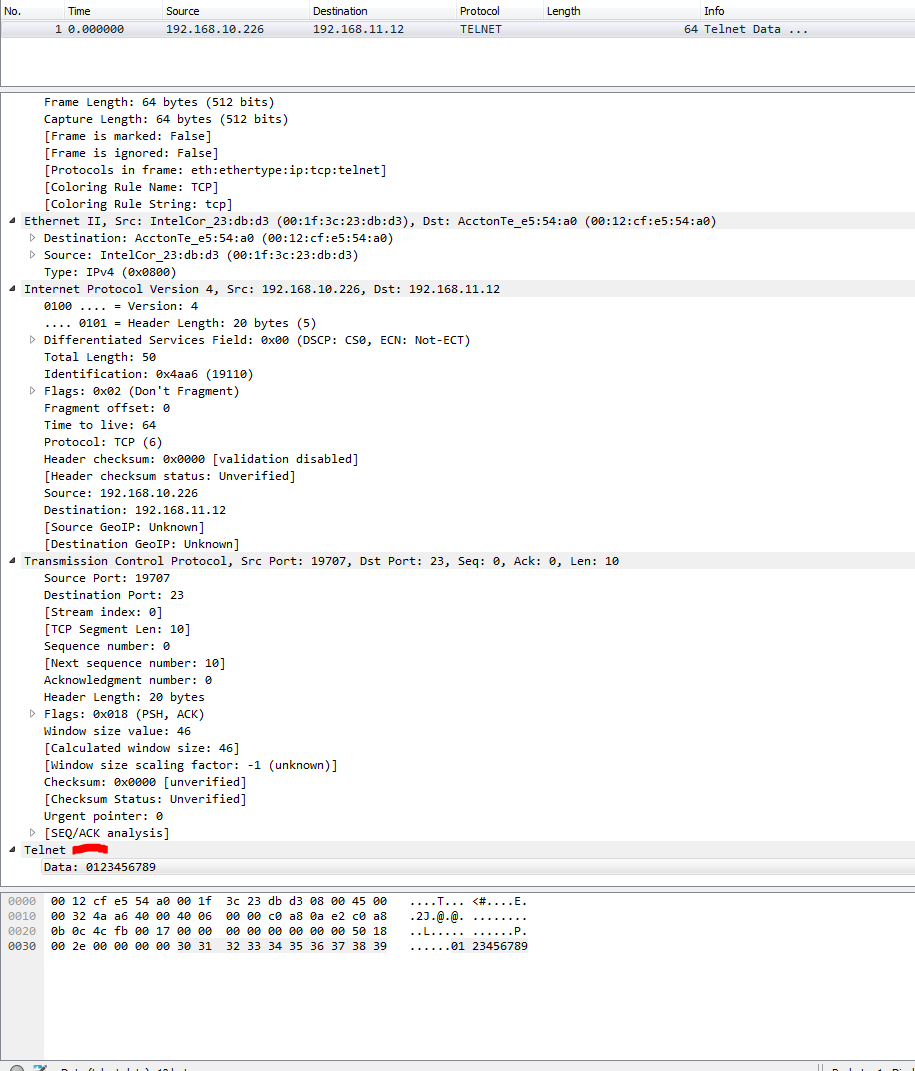 No. Time Source Destination Protocol Length Info
1 0.000000 192.168.10.226 192.168.11.12 TELNET 64 Telnet Data ...
Frame Length: 64 bytes (512 bits)
Capture Length: 64 bytes (512 bits)
[Frame is marked: False]
[Frame is ignored: False]
[Protocols in frame: eth:ethertype:ip:tcp:telnet]
[Coloring Rule Name: TCP]
[Coloring Rule String: tcp]
Ethernet II, Src: IntelCor_23:db:d3 (00:1f:3c:23:db:d3), Dst: AcctonTe_e5:54:a0 (00:12:cf:e5:54:a0)
Destination: AcctonTe_e5:54:a0 (00:12:cf:e5:54:a0)
Source: IntelCor_23:db:d3 (00:1f:3c:23:db:d3)
Type: IPv4 (0x0800)
Internet Protocol Version 4, Src: 192.168.10.226, Dst: 192.168.11.12
0100 .... = Version: 4
.... 0101 = Header Length: 20 bytes (5)
Differentiated Services Field: 0x00 (DSCP: CS0, ECN: Not-ECT)
Total Length: 50
Identification: 0x4aa6 (19110)
Flags: 0x02 (Don't Fragment)
Fragment offset: 0
Time to live: 64
Protocol: TCP (6)
Header checksum: 0x0000 [validation disabled]
[Header checksum status: Unverified]
Source: 192.168.10.226
Destination: 192.168.11.12
[Source GeoIP: Unknown]
[Destination GeoIP: Unknown]
Transmission Control Protocol, Src Port: 19707, Dst Port: 23, Seq: 0, Ack: 0, Len: 10
Source Port: 19707
Destination Port: 23
[Stream index: 0]
[TCP Segment Len: 10]
Sequence number: 0
[Next sequence number: 10]
Acknowledgment number: 0
Header Length: 20 bytes
Flags: 0x018 (PSH, ACK)
Window size value: 46
[Calculated window size: 46]
[Window size scaling factor: -1 (unknown)]
Checksum: 0x0000 [unverified]
[Checksum Status: Unverified]
Urgent pointer: 0
[SEQ/ACK analysis]
Telnet
Data: 0123456789
0000 00 12 cf e5 54 a0 00 1f 3c 23 db d3 08 00 45 00 ....T... <#....E.
0010 00 32 4a a6 40 00 40 06 00 00 c0 a8 0a e2 c0 a8 .2J.@.@. ........
0020 0b 0c 4c fb 00 17 00 00 00 00 00 00 00 00 50 18 ..L..... ......P.
0030 00 2e 00 00 00 00 30 31 32 33 34 35 36 37 38 39 ......01 23456789